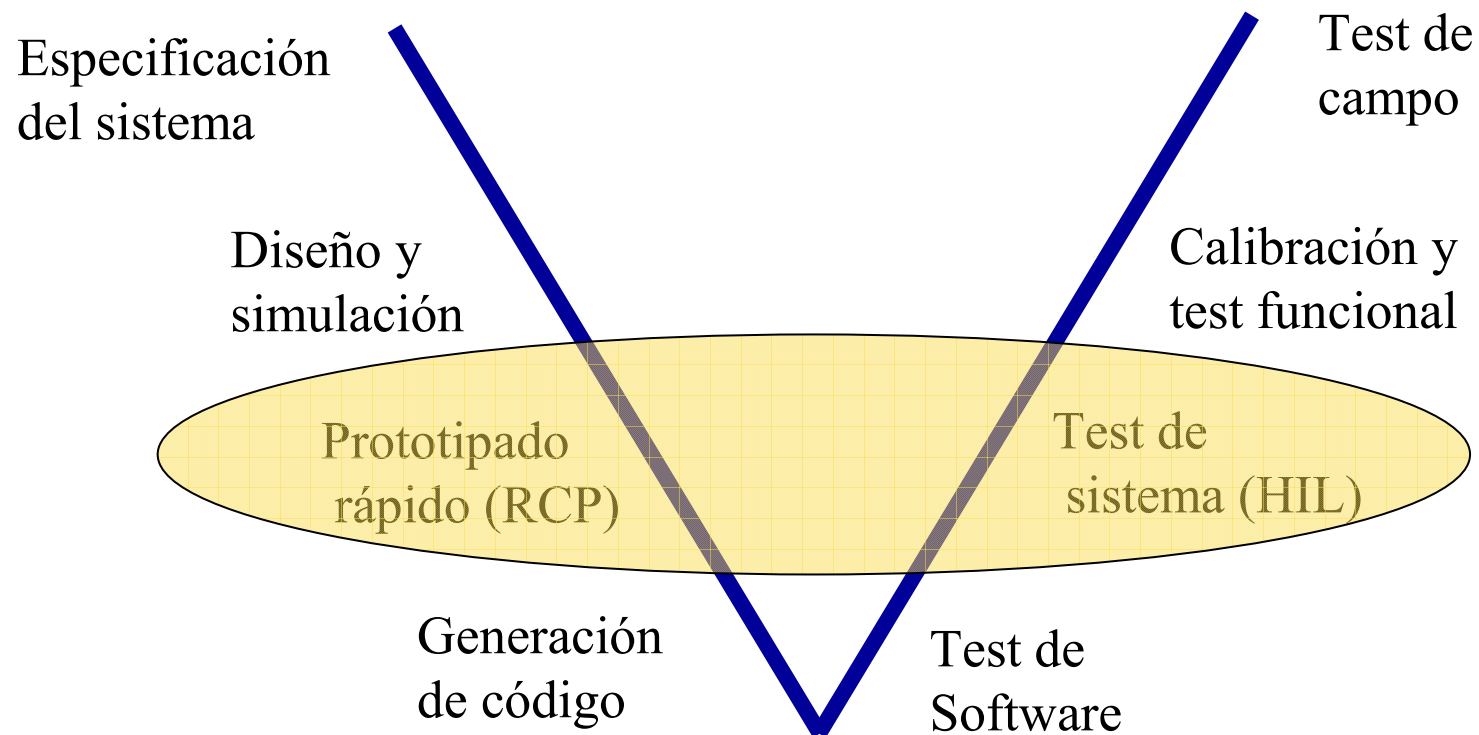 Especificación
del sistema
Diseño y
simulación
Prototipado
rápido (RCP)
Generación
de código
Test de
Software
Test de
sistema (HIL)
Calibración y
test funcional
Test de
campo